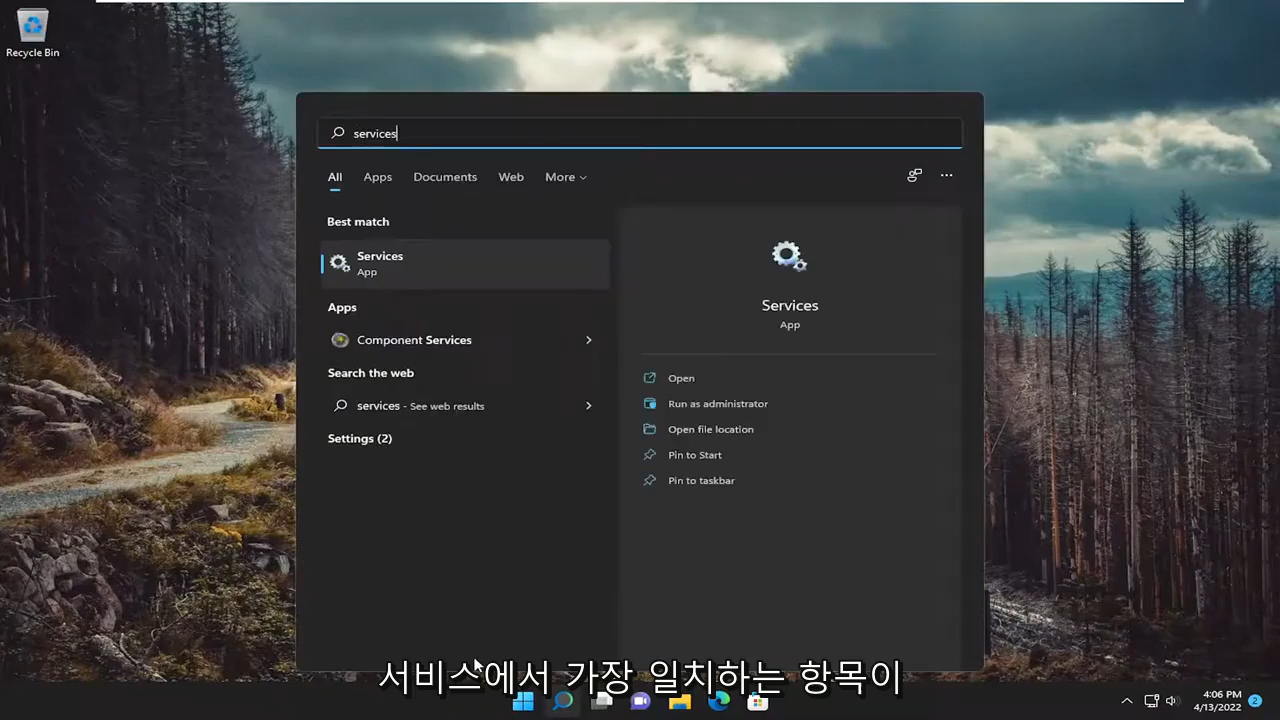 Recycle Bin
services
All Apps Documents Web More
Best match
Services
App
Apps
Component Services
Search the web
services - See web results
Settings (2)
Services
App
Open
Run as administrator
Open file location
Pin to Start
Pin to taskbar
서비스에서 가장 일치하는 항목이
4:06 PM
4/13/2022
2